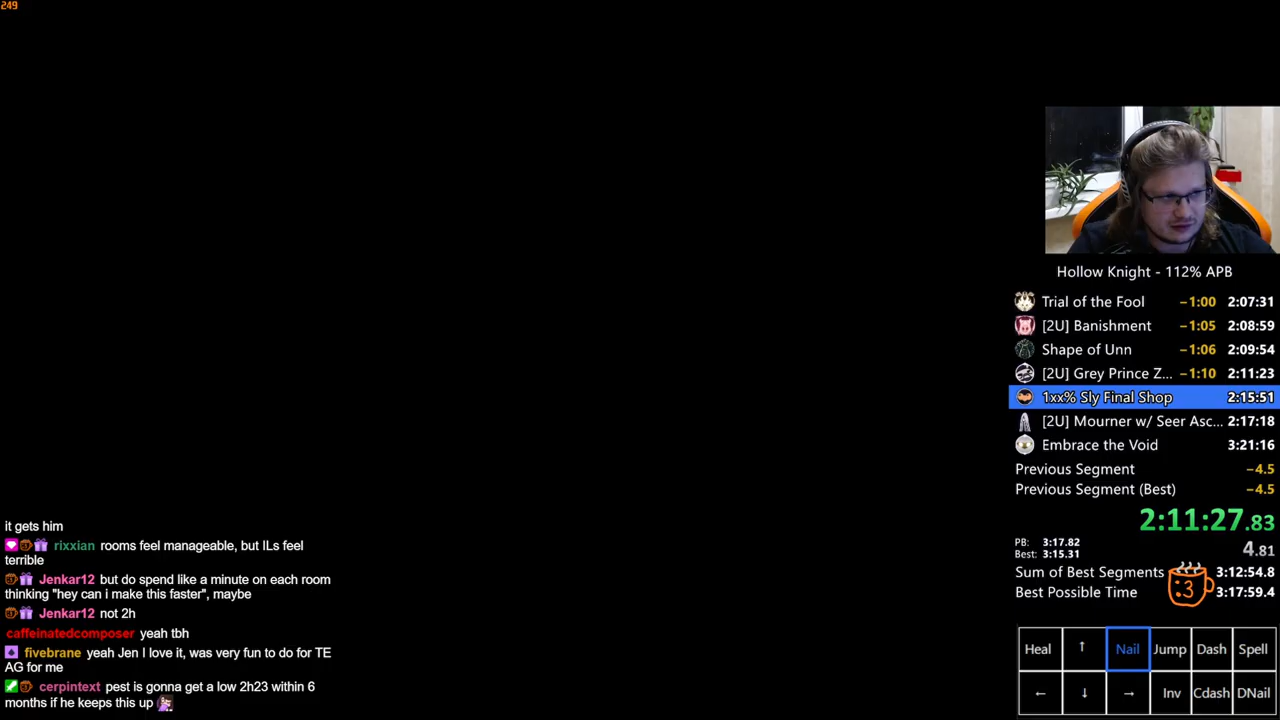 249
Hollow Knight - 112% APB
Trial of the Fool −1:00 2:07:31
[2U] Banishment −1:05 2:08:59
Shape of Unn −1:06 2:09:54
[2U] Grey Prince Z... −1:10 2:11:23
1xx% Sly Final Shop 2:15:51
[2U] Mourner w/ Seer Asc... 2:17:18
Embrace the Void 3:21:16
Previous Segment −4.5
Previous Segment (Best) −4.5
2:11:27.83
PB: 3:17.82
Best: 3:15.31
4.81
Sum of Best Segments 3:12:54.8
Best Possible Time 3:17:59.4
:3
Heal ↑ Nail Jump Dash Spell
← ↓ → Inv Cdash DNail
it gets him
rixxian rooms feel manageable, but ILs feel
terrible
Jenkar12 but do spend like a minute on each room
thinking "hey can i make this faster", maybe
Jenkar12 not 2h
caffeinatedcomposer yeah tbh
fivebrane yeah Jen I love it, was very fun to do for TE
AG for me
cerpintext pest is gonna get a low 2h23 within 6
months if he keeps this up